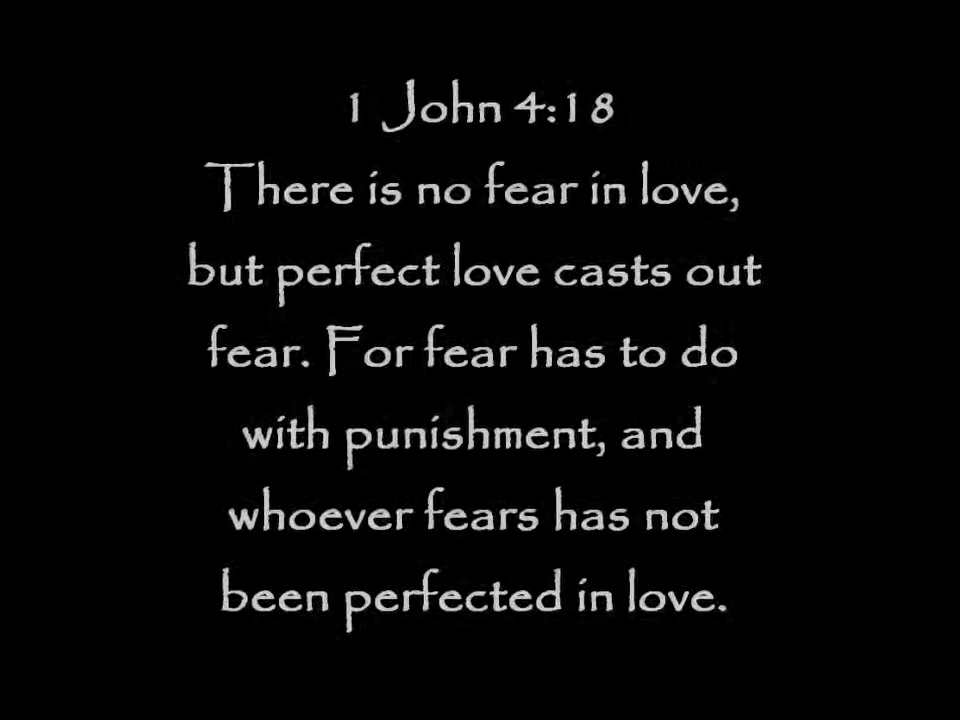 1 John 4:18
There is no fear in love,
but perfect love casts out
fear. For fear has to do
with punishment, and
whoever fears has not
been perfected in love.